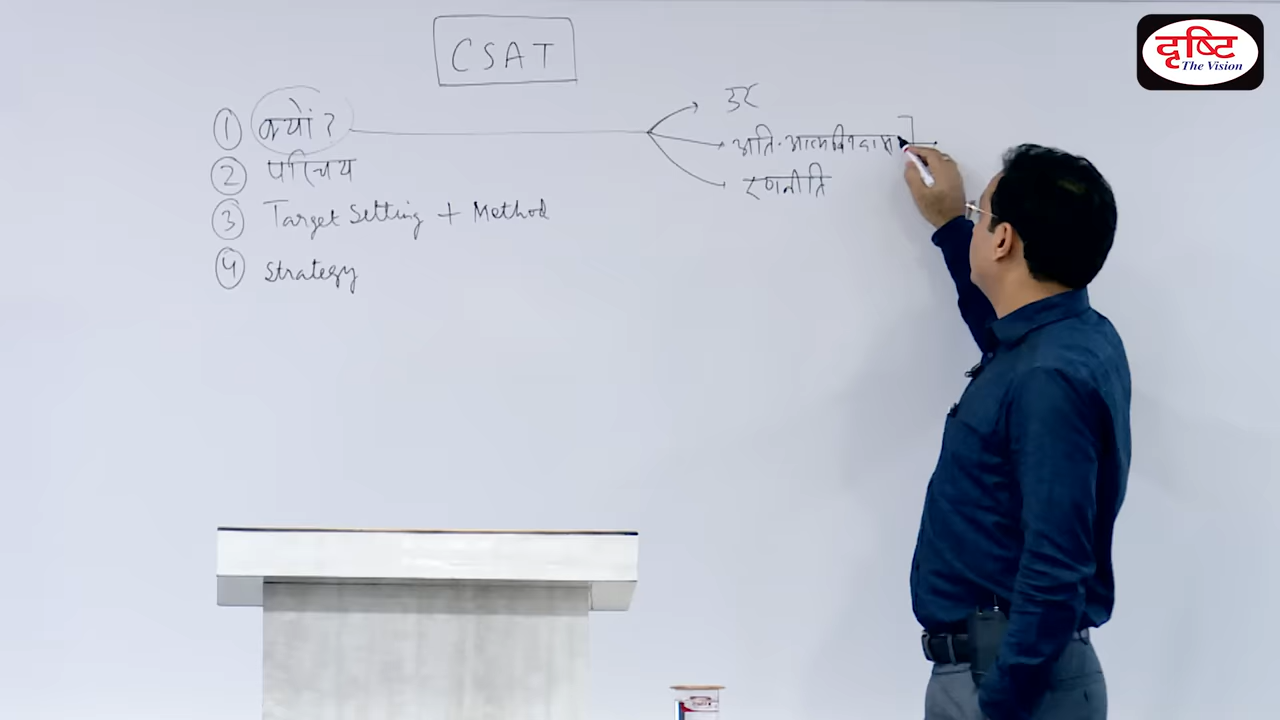 CSAT
① क्यों?
② परिचय
③ Target Setting + Method
④ Strategy
डर
अति-आत्मविश्वास
रणनीति
दृष्टि
The Vision